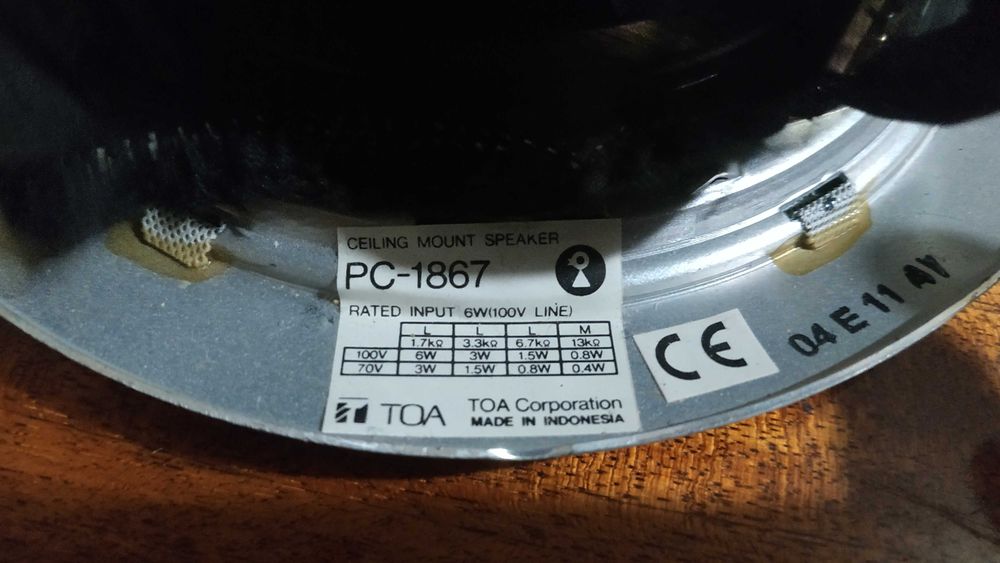 CEILING MOUNT SPEAKER
PC-1867
RATED INPUT 6W(100V LINE)
L L L M
1.7kΩ 3.3kΩ 6.7kΩ 13kΩ
100V 6W 3W 1.5W 0.8W
70V 3W 1.5W 0.8W 0.4W
TOA TOA Corporation
MADE IN INDONESIA
CE
04 E 11 AV